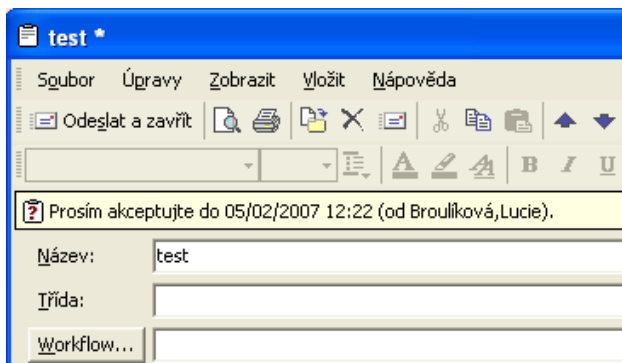 test *
Soubor Úpravy Zobrazit Vložit Nápověda
Odeslat a zavřít
A A B I U
Prosím akceptujte do 05/02/2007 12:22 (od Broulíková,Lucie).
Název: test
Třída:
Workflow...